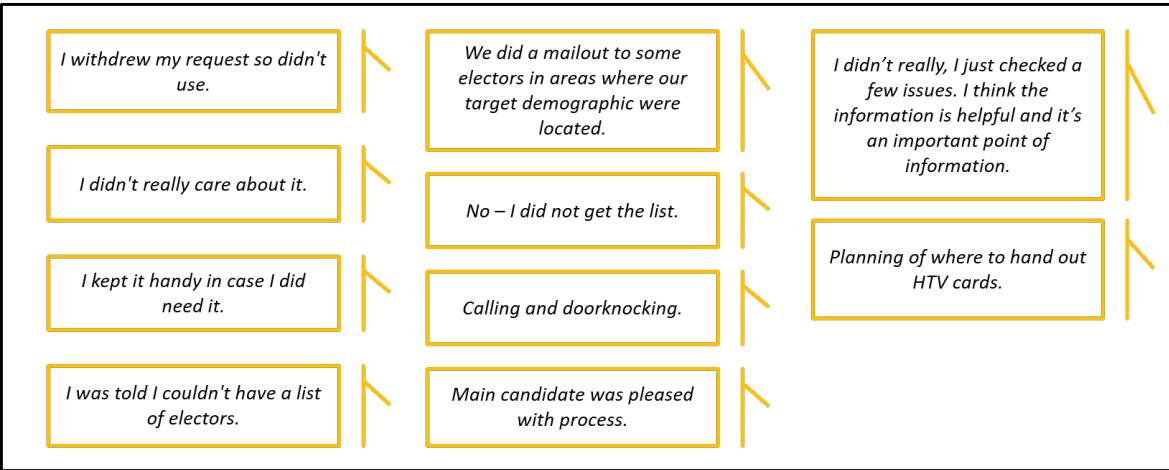 I withdrew my request so didn't
use.
I didn't really care about it.
I kept it handy in case I did
need it.
I was told I couldn't have a list
of electors.
We did a mailout to some
electors in areas where our
target demographic were
located.
No – I did not get the list.
Calling and doorknocking.
Main candidate was pleased
with process.
I didn’t really, I just checked a
few issues. I think the
information is helpful and it’s
an important point of
information.
Planning of where to hand out
HTV cards.